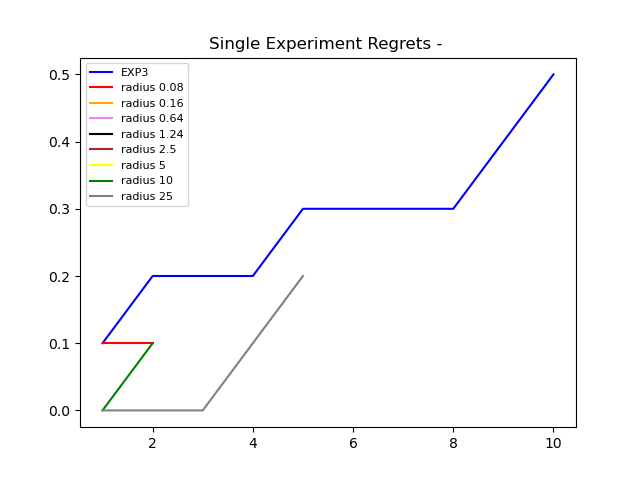 Single Experiment Regrets -
EXP3
radius 0.08
radius 0.16
radius 0.64
radius 1.24
radius 2.5
radius 5
radius 10
radius 25
0.5
0.4
0.3
0.2
0.1
0.0
2 4 6 8 10